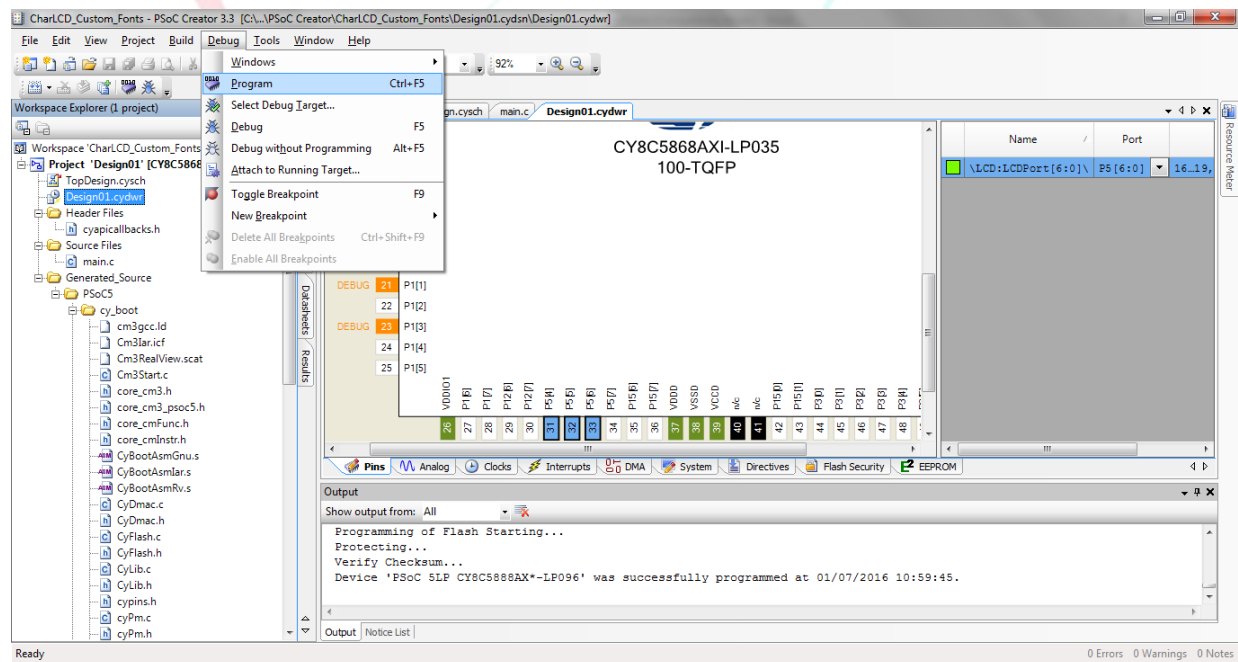 CharLCD_Custom_Fonts - PSoC Creator 3.3 [C:\...\PSoC Creator\CharLCD_Custom_Fonts\Design01.cydsn\Design01.cydwr]
File Edit View Project Build Debug Tools Window Help
92%
Windows
Program Ctrl+F5
Select Debug Target...
Debug F5
Debug without Programming Alt+F5
Attach to Running Target...
Toggle Breakpoint F9
New Breakpoint
Delete All Breakpoints Ctrl+Shift+F9
Enable All Breakpoints
Workspace Explorer (1 project)
Workspace 'CharLCD_Custom_Fonts
Project 'Design01' [CY8C5868
TopDesign.cysch
Design01.cydwr
Header Files
cyapicallbacks.h
Source Files
main.c
Generated_Source
PSoC5
cy_boot
cm3gcc.ld
Cm3Iar.icf
Cm3RealView.scat
Cm3Start.c
core_cm3.h
core_cm3_psoc5.h
core_cmFunc.h
core_cmInstr.h
CyBootAsmGnu.s
CyBootAsmIar.s
CyBootAsmRv.s
CyDmac.c
CyDmac.h
CyFlash.c
CyFlash.h
CyLib.c
CyLib.h
cypins.h
cyPm.c
cyPm.h
Datasheets
Results
gn.cysch main.c Design01.cydwr
CY8C5868AXI-LP035
100-TQFP
DEBUG 21 P1[1]
22 P1[2]
DEBUG 23 P1[3]
24 P1[4]
25 P1[5]
VDDIO1 P1[6] P1[7] P12[6] P12[7] P5[4] P5[5] P5[6] P5[7] P15[6] P15[7] VDDD VSSD VCCD n/c n/c P15[0] P15[1] P3[0] P3[1] P3[2] P3[3] P3[4]
26 27 28 29 30 31 32 33 34 35 36 37 38 39 40 41 42 43 44 45 46 47 48
Name / Port
\LCD:LCDPort[6:0]\ P5[6:0] 16…19,
Resource Meter
Pins Analog Clocks Interrupts DMA System Directives Flash Security EEPROM
Output
Show output from: All
Programming of Flash Starting...
Protecting...
Verify Checksum...
Device 'PSoC 5LP CY8C5888AX*-LP096' was successfully programmed at 01/07/2016 10:59:45.
Output Notice List
Ready
0 Errors 0 Warnings 0 Notes